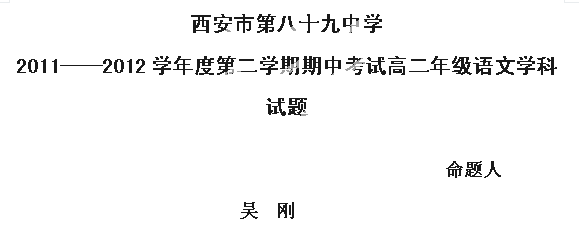 西安市第八十九中学
2011——2012 学年度第二学期期中考试高二年级语文学科
试题
命题人
吴 刚